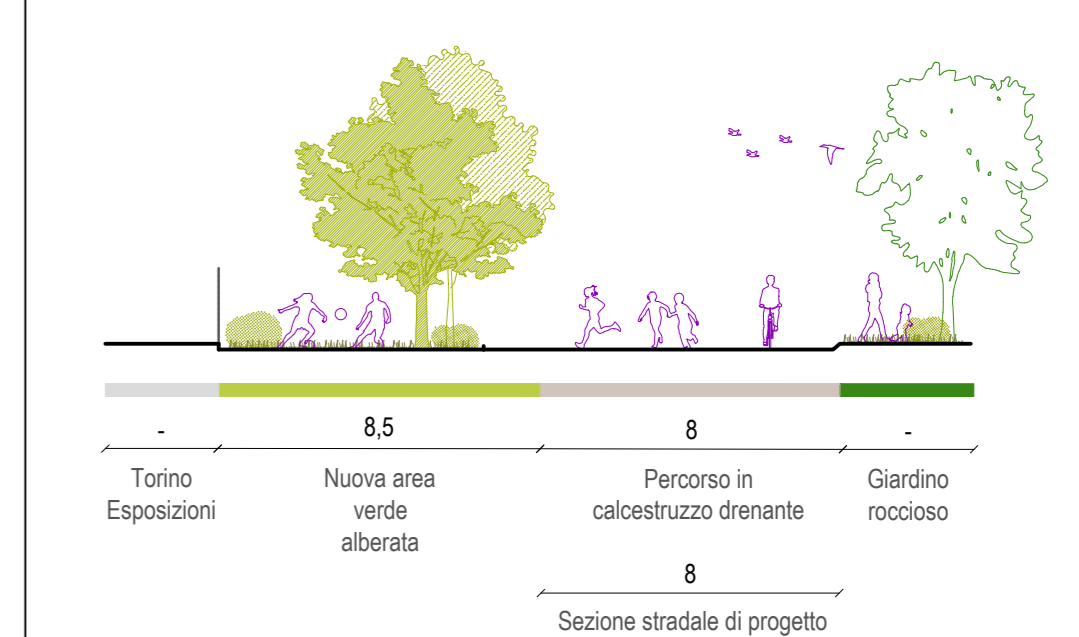 -
8,5
8
-
Torino
Esposizioni
Nuova area
verde
alberata
Percorso in
calcestruzzo drenante
Giardino
roccioso
8
Sezione stradale di progetto